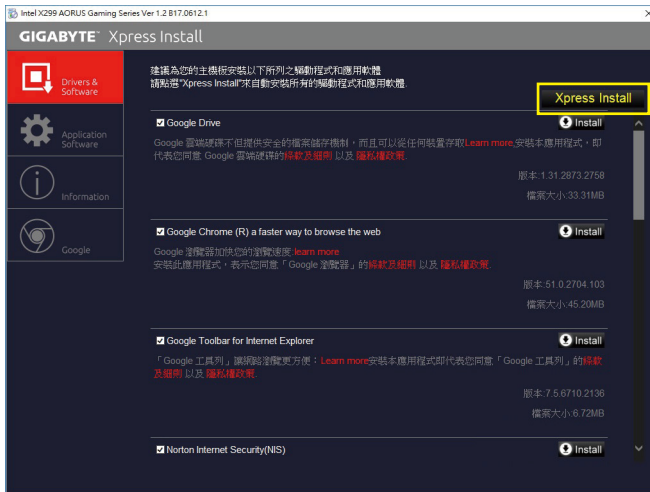 Intel X299 AORUS Gaming Series Ver 1.2 B17.0612.1
GIGABYTE™ Xpress Install
Drivers &
Software
Application
Software
Information
Google
建議為您的主機板安裝以下所列之驅動程式和應用軟體
請點選"Xpress Install"來自動安裝所有的驅動程式和應用軟體.
Xpress Install
Google Drive
Install
Google 雲端硬碟不但提供安全的檔案儲存機制，而且可以從任何裝置存取Learn more.安裝本應用程式，即
代表您同意 Google 雲端硬碟的條款及細則 以及 隱私權政策.
版本:1.31.2873.2758
檔案大小:33.31MB
Google Chrome (R) a faster way to browse the web
Install
Google 瀏覽器加快您的瀏覽速度.learn more
安裝此應用程式，表示您同意「Google 瀏覽器」的條款及細則 以及 隱私權政策.
版本:51.0.2704.103
檔案大小:45.20MB
Google Toolbar for Internet Explorer
Install
「Google 工具列」讓網路瀏覽更方便：Learn more安裝本應用程式即代表您同意「Google 工具列」的條款
及細則 以及 隱私權政策.
版本:7.5.6710.2136
檔案大小:6.72MB
Norton Internet Security(NIS)
Install